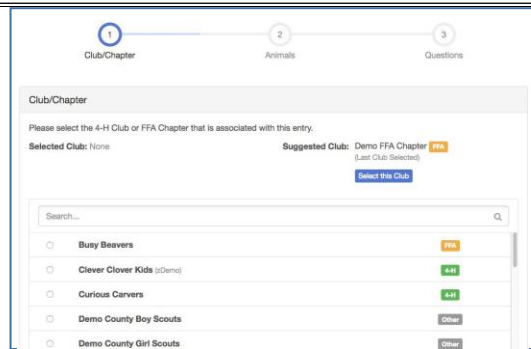 1
2
3
Club/Chapter
Animals
Questions
Club/Chapter
Please select the 4-H Club or FFA Chapter that is associated with this entry.
Selected Club: None
Suggested Club: Demo FFA Chapter FFA
(Last Club Selected)
Select this Club
Search...
Busy Beavers FFA
Clever Clover Kids (zDemo) 4-H
Curious Carvers 4-H
Demo County Boy Scouts Other
Demo County Girl Scouts Other